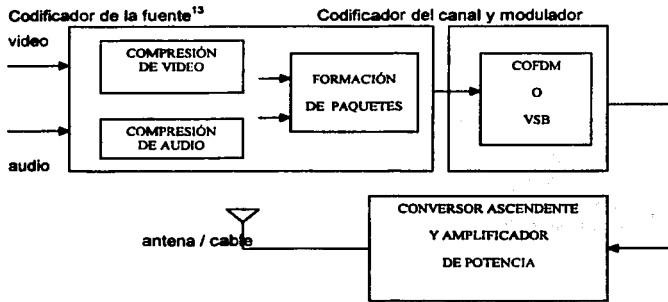 Codificador de la fuente¹³
Codificador del canal y modulador
video
COMPRESIÓN
DE VIDEO
COMPRESIÓN
DE AUDIO
audio
FORMACIÓN
DE PAQUETES
COFDM
O
VSB
antena / cable
CONVERSOR ASCENDENTE
Y AMPLIFICADOR
DE POTENCIA